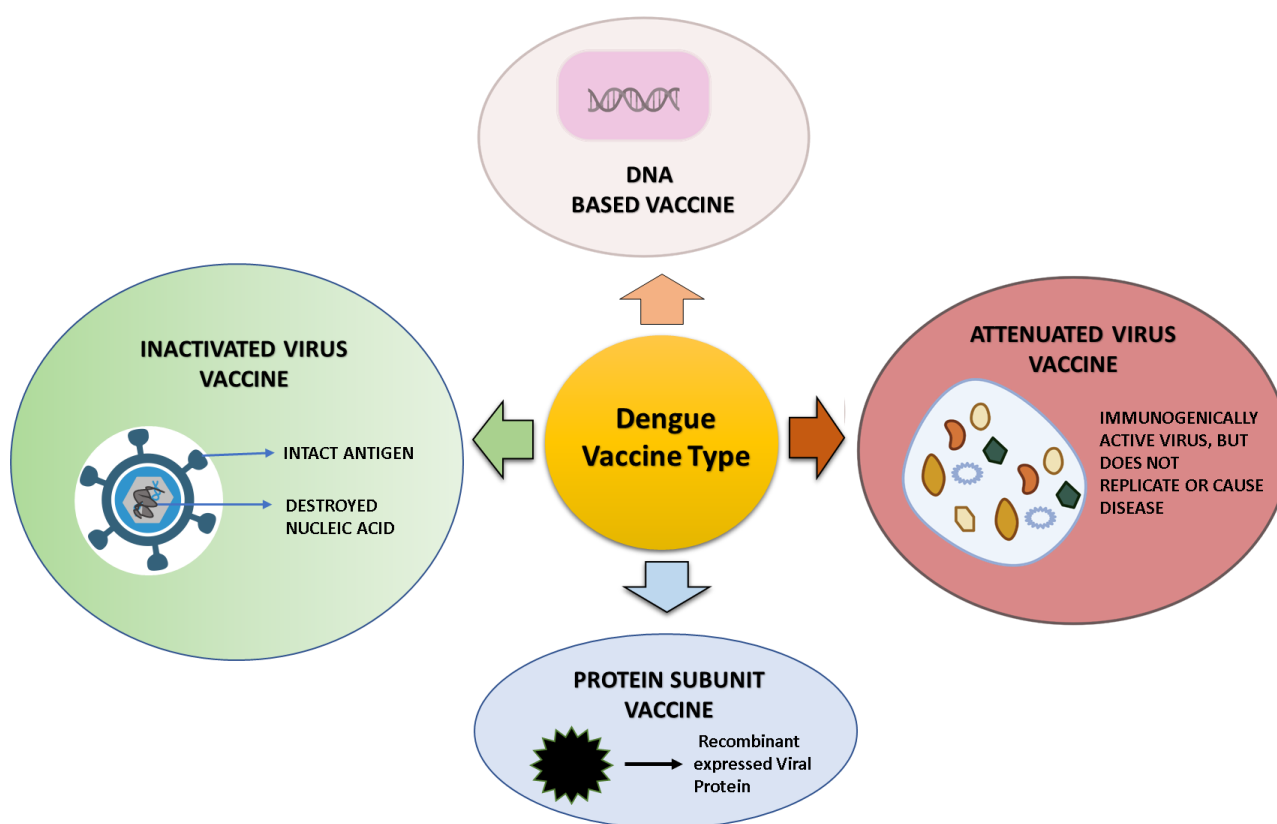 DNA
BASED VACCINE
INACTIVATED VIRUS
VACCINE
INTACT ANTIGEN
DESTROYED
NUCLEIC ACID
Dengue
Vaccine Type
ATTENUATED VIRUS
VACCINE
IMMUNOGENICALLY
ACTIVE VIRUS, BUT
DOES NOT
REPLICATE OR CAUSE
DISEASE
PROTEIN SUBUNIT
VACCINE
Recombinant
expressed Viral
Protein